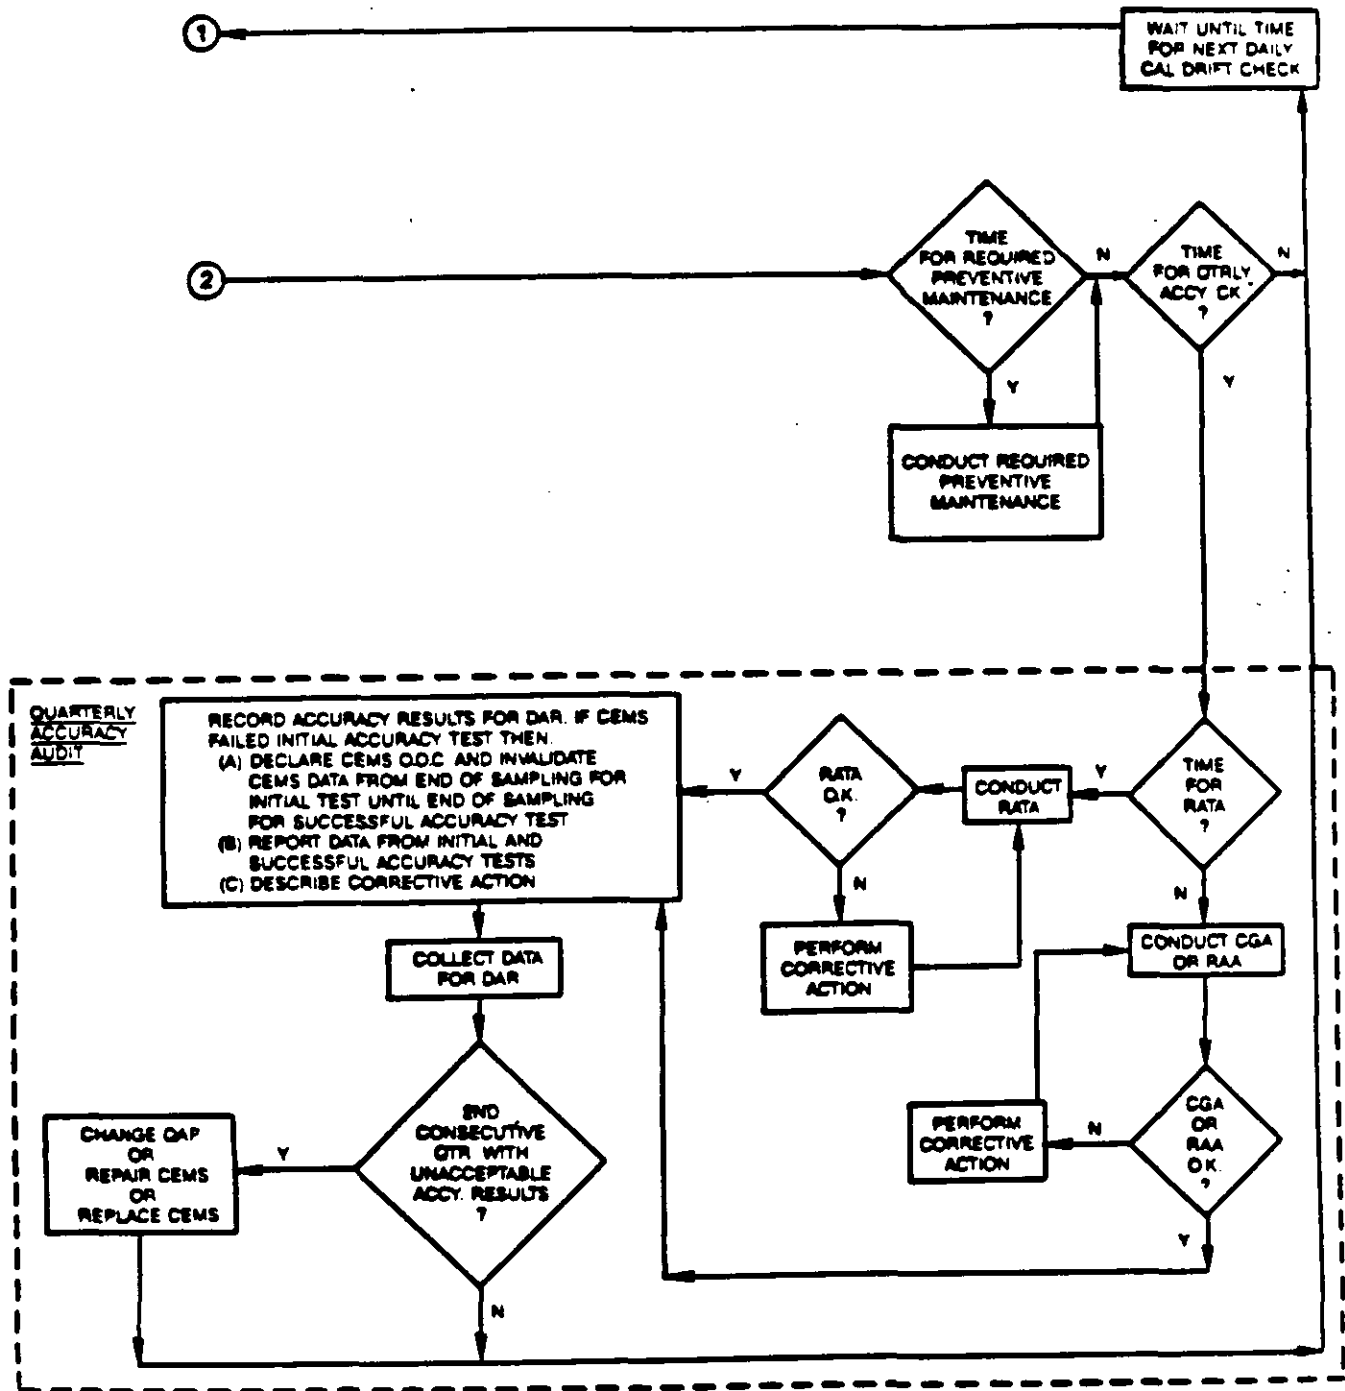 1
WAIT UNTIL TIME
FOR NEXT DAILY
CAL DRIFT CHECK
2
TIME
FOR REQUIRED
PREVENTIVE
MAINTENANCE
?
N
TIME
FOR QTRLY
ACCY CK
?
N
Y
Y
CONDUCT REQUIRED
PREVENTIVE
MAINTENANCE
QUARTERLY
ACCURACY
AUDIT
RECORD ACCURACY RESULTS FOR DAR. IF CEMS
FAILED INITIAL ACCURACY TEST THEN.
(A) DECLARE CEMS O.O.C AND INVALIDATE
CEMS DATA FROM END OF SAMPLING FOR
INITIAL TEST UNTIL END OF SAMPLING
FOR SUCCESSFUL ACCURACY TEST
(B) REPORT DATA FROM INITIAL AND
SUCCESSFUL ACCURACY TESTS
(C) DESCRIBE CORRECTIVE ACTION
Y
RATA
O.K.
?
CONDUCT
RATA
Y
TIME
FOR
RATA
?
N
N
PERFORM
CORRECTIVE
ACTION
CONDUCT CGA
OR RAA
COLLECT DATA
FOR DAR
PERFORM
CORRECTIVE
ACTION
N
CGA
OR
RAA
O.K.
?
Y
CHANGE QAP
OR
REPAIR CEMS
OR
REPLACE CEMS
Y
2ND
CONSECUTIVE
QTR WITH
UNACCEPTABLE
ACCY. RESULTS
?
N